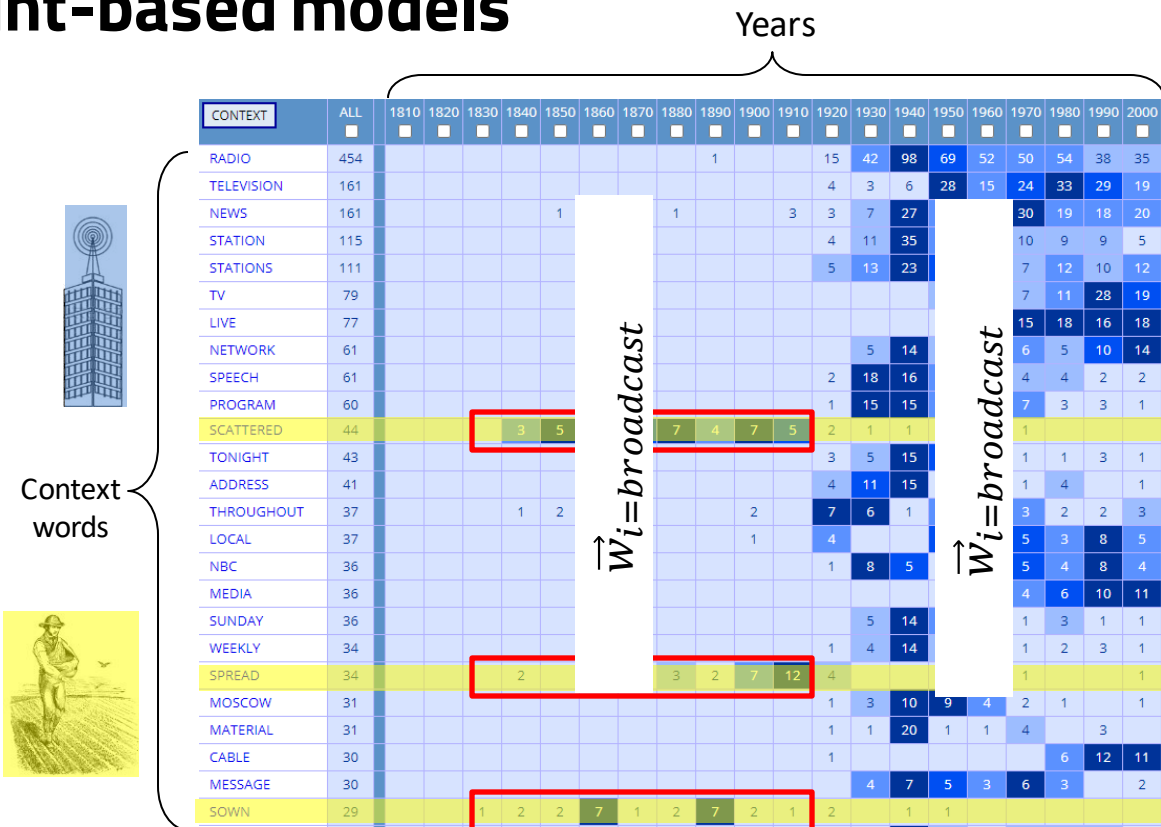 nt-based models
Years
CONTEXT ALL 1810 1820 1830 1840 1850 1860 1870 1880 1890 1900 1910 1920 1930 1940 1950 1960 1970 1980 1990 2000
RADIO 454 1 15 42 98 69 52 50 54 38 35
TELEVISION 161 4 3 6 28 15 24 33 29 19
NEWS 161 1 1 3 3 7 27 30 19 18 20
STATION 115 4 11 35 10 9 9 5
STATIONS 111 5 13 23 7 12 10 12
TV 79 7 11 28 19
LIVE 77 15 18 16 18
NETWORK 61 5 14 6 5 10 14
SPEECH 61 2 18 16 4 4 2 2
PROGRAM 60 1 15 15 7 3 3 1
SCATTERED 44 3 5 7 4 7 5 2 1 1 1
TONIGHT 43 3 5 15 1 1 3 1
ADDRESS 41 4 11 15 1 4 1
THROUGHOUT 37 1 2 2 7 6 1 3 2 2 3
LOCAL 37 1 4 5 3 8 5
NBC 36 1 8 5 5 4 8 4
MEDIA 36 4 6 10 11
SUNDAY 36 5 14 1 3 1 1
WEEKLY 34 1 4 14 1 2 3 1
SPREAD 34 2 3 2 7 12 4 1 1
MOSCOW 31 1 3 10 9 4 2 1 1
MATERIAL 31 1 1 20 1 1 4 3
CABLE 30 1 6 12 11
MESSAGE 30 4 7 5 3 6 3 2
SOWN 29 1 2 2 7 1 2 7 2 1 2 1 1
Context
words
w⃗i=broadcast
w⃗i=broadcast